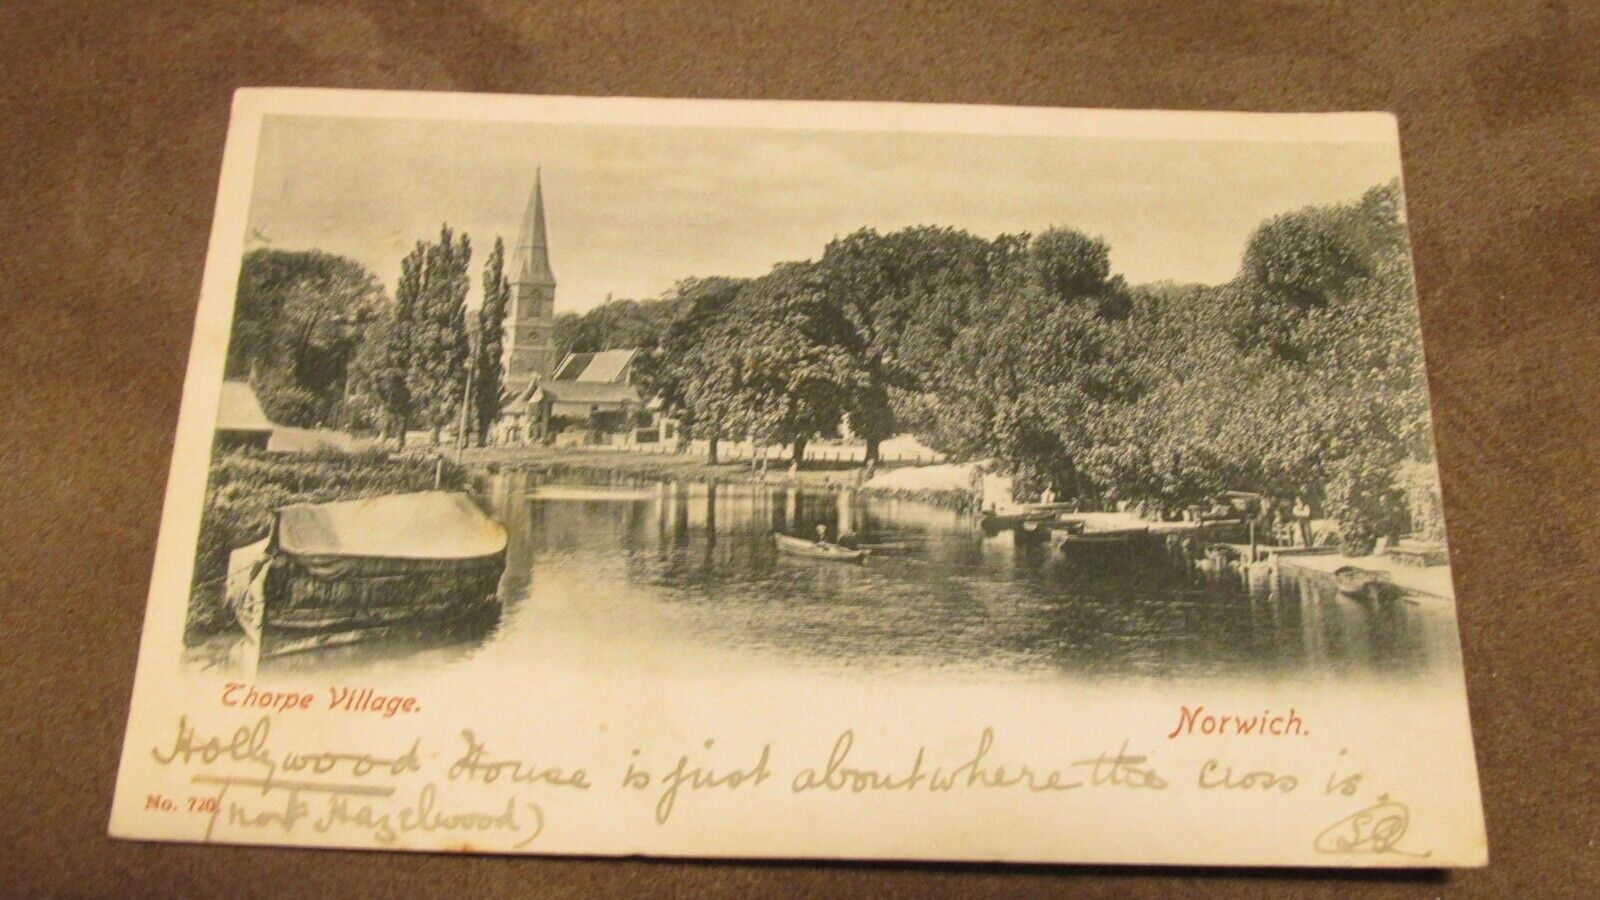 Thorpe Village.
Norwich.
Hollywood House is just about where the cross is.
No. 720.
(not Hazelwood)